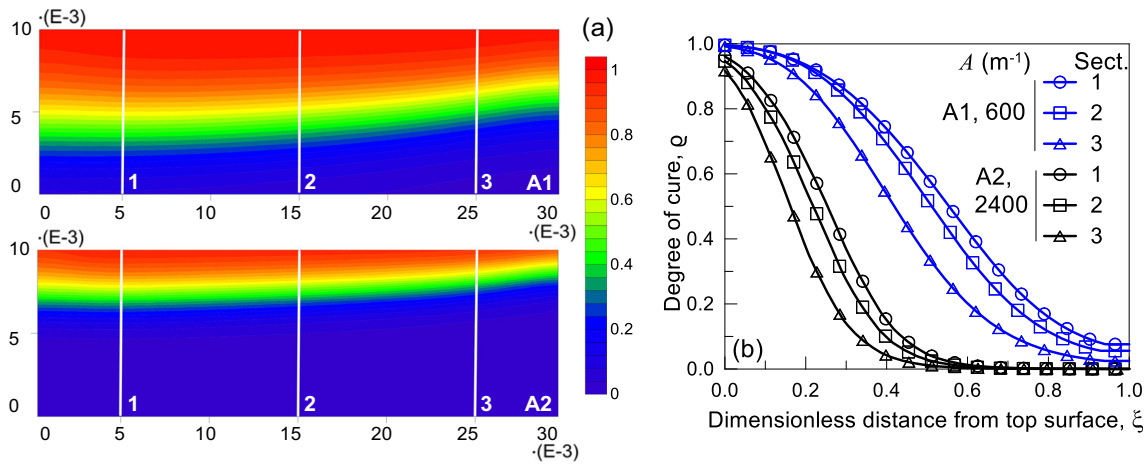 (a)
·(E-3)
10
5
0
1 2 3 A1
0 5 10 15 20 25 30
·(E-3)
·(E-3)
10
5
0
1 2 3 A2
0 5 10 15 20 25 30
·(E-3)
1
0.8
0.6
0.4
0.2
0
Degree of cure, ϱ
1.0
0.8
0.6
0.4
0.2
0.0
A (m⁻¹) Sect.
1
A1, 600 2
3
A2, 1
2400 2
3
(b)
0.0 0.2 0.4 0.6 0.8 1.0
Dimensionless distance from top surface, ξ